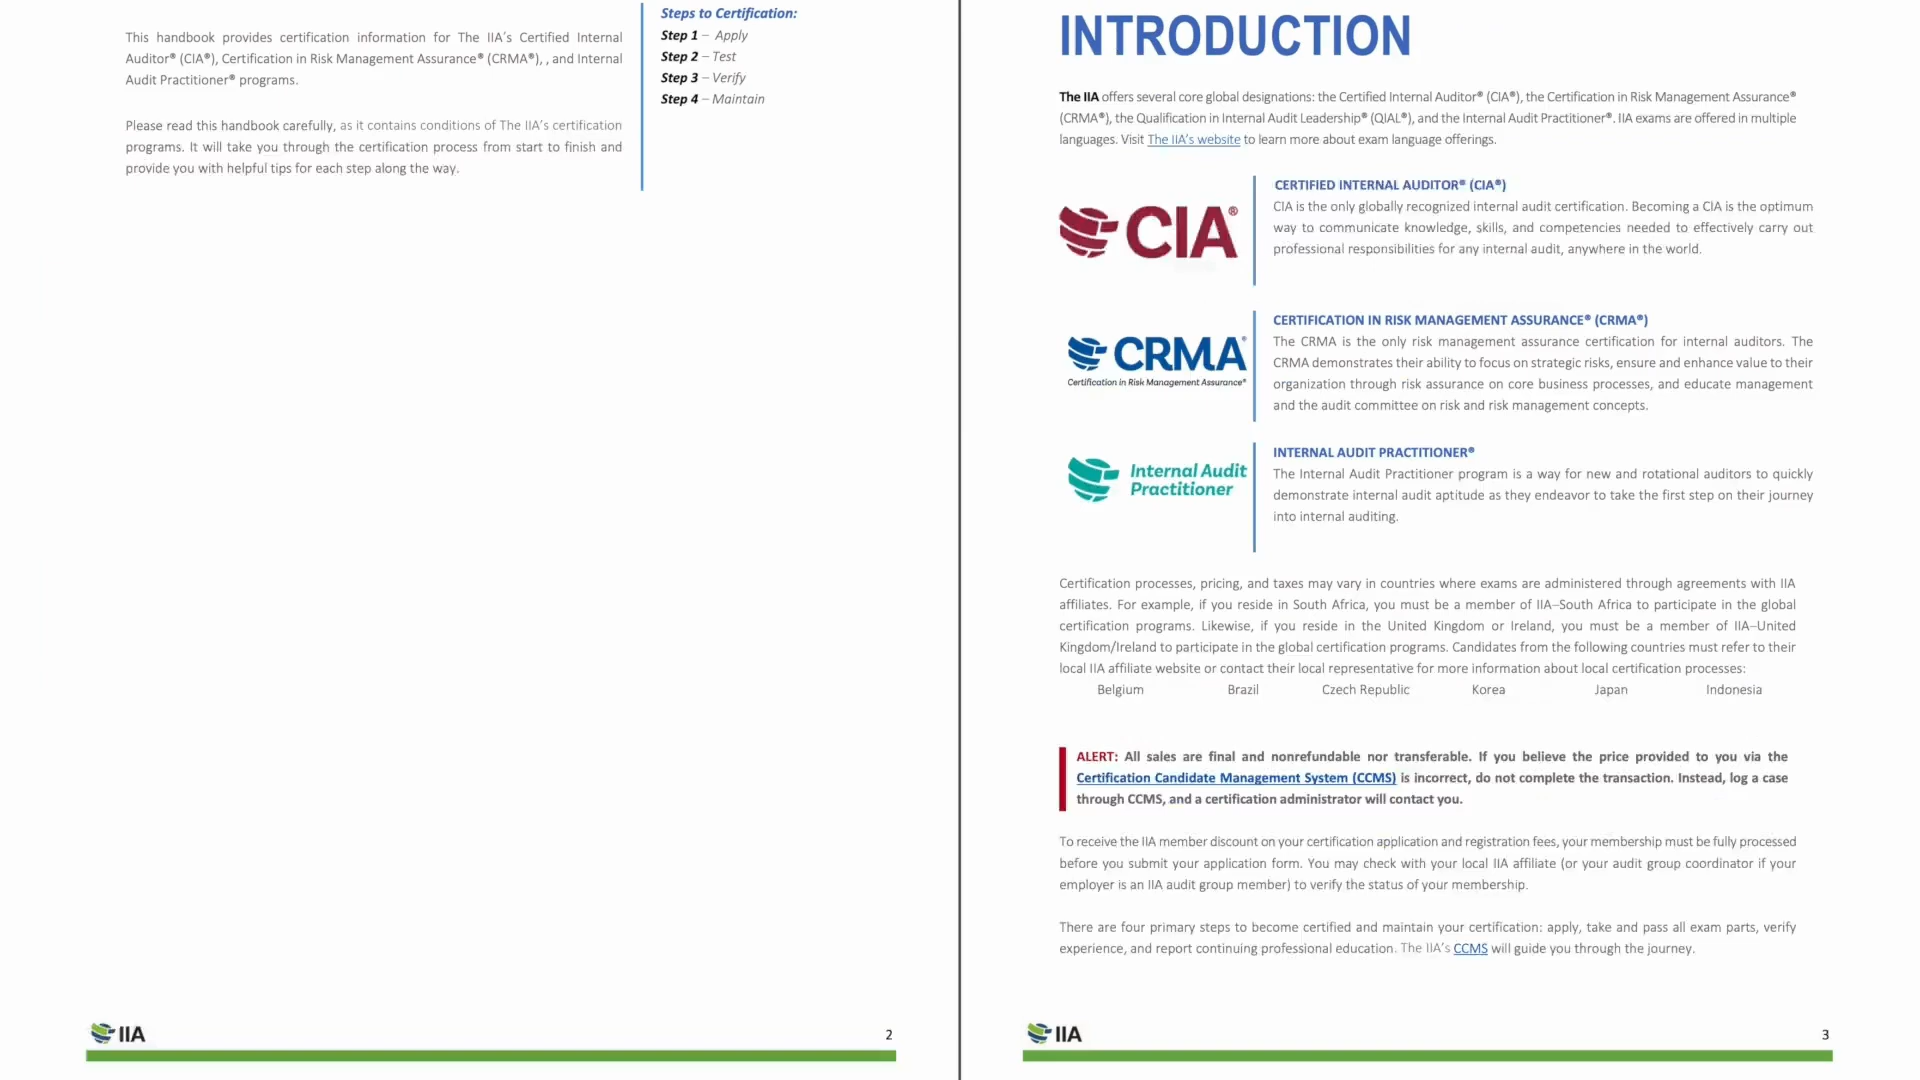 This handbook provides certification information for The IIA's Certified Internal
Auditor® (CIA®), Certification in Risk Management Assurance® (CRMA®), , and Internal
Audit Practitioner® programs.
Please read this handbook carefully, as it contains conditions of The IIA's certification
programs. It will take you through the certification process from start to finish and
provide you with helpful tips for each step along the way.
Steps to Certification:
Step 1 – Apply
Step 2 – Test
Step 3 – Verify
Step 4 – Maintain
IIA
2
INTRODUCTION
The IIA offers several core global designations: the Certified Internal Auditor® (CIA®), the Certification in Risk Management Assurance®
(CRMA®), the Qualification in Internal Audit Leadership® (QIAL®), and the Internal Audit Practitioner®. IIA exams are offered in multiple
languages. Visit The IIA's website to learn more about exam language offerings.
CIA®
CERTIFIED INTERNAL AUDITOR® (CIA®)
CIA is the only globally recognized internal audit certification. Becoming a CIA is the optimum
way to communicate knowledge, skills, and competencies needed to effectively carry out
professional responsibilities for any internal audit, anywhere in the world.
CRMA®
Certification in Risk Management Assurance®
CERTIFICATION IN RISK MANAGEMENT ASSURANCE® (CRMA®)
The CRMA is the only risk management assurance certification for internal auditors. The
CRMA demonstrates their ability to focus on strategic risks, ensure and enhance value to their
organization through risk assurance on core business processes, and educate management
and the audit committee on risk and risk management concepts.
Internal Audit
Practitioner
INTERNAL AUDIT PRACTITIONER®
The Internal Audit Practitioner program is a way for new and rotational auditors to quickly
demonstrate internal audit aptitude as they endeavor to take the first step on their journey
into internal auditing.
Certification processes, pricing, and taxes may vary in countries where exams are administered through agreements with IIA
affiliates. For example, if you reside in South Africa, you must be a member of IIA–South Africa to participate in the global
certification programs. Likewise, if you reside in the United Kingdom or Ireland, you must be a member of IIA–United
Kingdom/Ireland to participate in the global certification programs. Candidates from the following countries must refer to their
local IIA affiliate website or contact their local representative for more information about local certification processes:
Belgium Brazil Czech Republic Korea Japan Indonesia
ALERT: All sales are final and nonrefundable nor transferable. If you believe the price provided to you via the
Certification Candidate Management System (CCMS) is incorrect, do not complete the transaction. Instead, log a case
through CCMS, and a certification administrator will contact you.
To receive the IIA member discount on your certification application and registration fees, your membership must be fully processed
before you submit your application form. You may check with your local IIA affiliate (or your audit group coordinator if your
employer is an IIA audit group member) to verify the status of your membership.
There are four primary steps to become certified and maintain your certification: apply, take and pass all exam parts, verify
experience, and report continuing professional education. The IIA's CCMS will guide you through the journey.
IIA
3